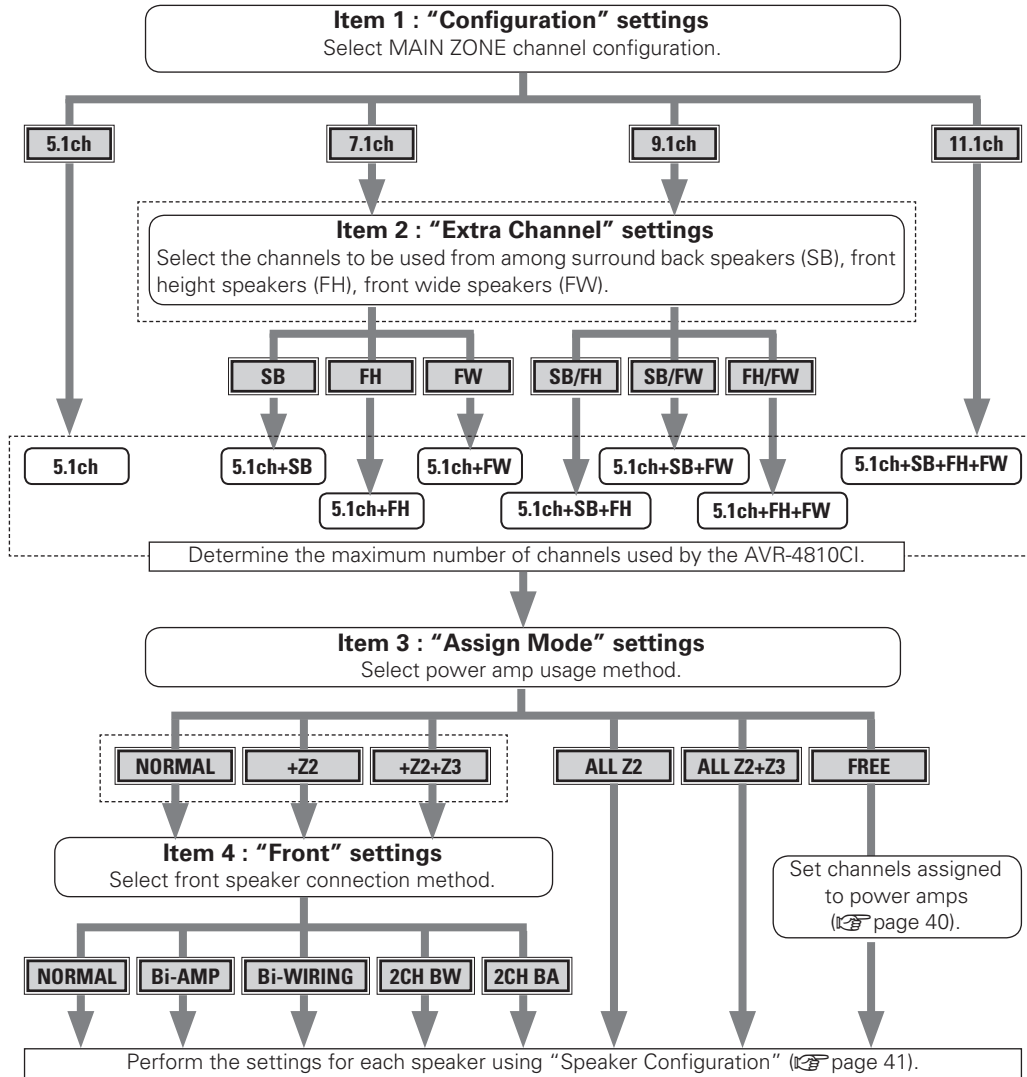 Item 1 : “Configuration” settings
Select MAIN ZONE channel configuration.
5.1ch 7.1ch 9.1ch 11.1ch
Item 2 : “Extra Channel” settings
Select the channels to be used from among surround back speakers (SB), front
height speakers (FH), front wide speakers (FW).
SB FH FW SB/FH SB/FW FH/FW
5.1ch 5.1ch+SB 5.1ch+FW 5.1ch+SB+FW 5.1ch+SB+FH+FW
5.1ch+FH 5.1ch+SB+FH 5.1ch+FH+FW
Determine the maximum number of channels used by the AVR-4810CI.
Item 3 : “Assign Mode” settings
Select power amp usage method.
NORMAL +Z2 +Z2+Z3 ALL Z2 ALL Z2+Z3 FREE
Item 4 : “Front” settings
Select front speaker connection method.
Set channels assigned
to power amps
(☞ page 40).
NORMAL Bi-AMP Bi-WIRING 2CH BW 2CH BA
Perform the settings for each speaker using “Speaker Configuration” (☞ page 41).